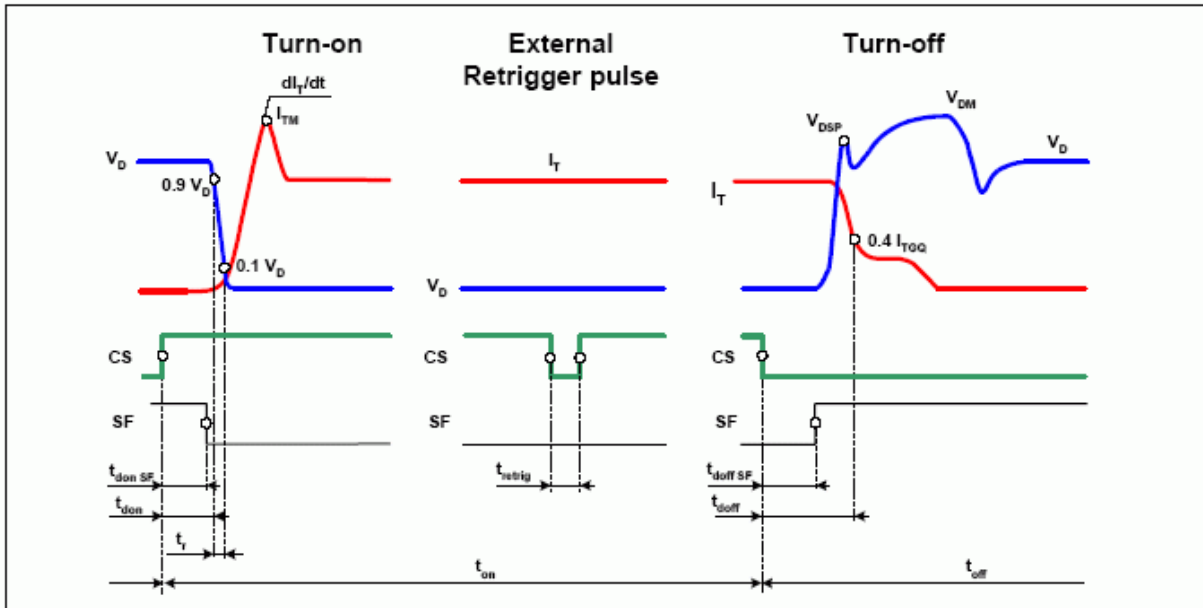 Turn-on
External
Retrigger pulse
Turn-off
dI_T/dt
I_TM
V_D
0.9 V_D
0.1 V_D
I_T
V_D
V_DSP
V_DM
V_D
I_T
0.4 I_TGQ
CS
CS
CS
SF
SF
SF
t_don SF
t_don
t_r
t_retrig
t_doff SF
t_doff
t_on
t_off